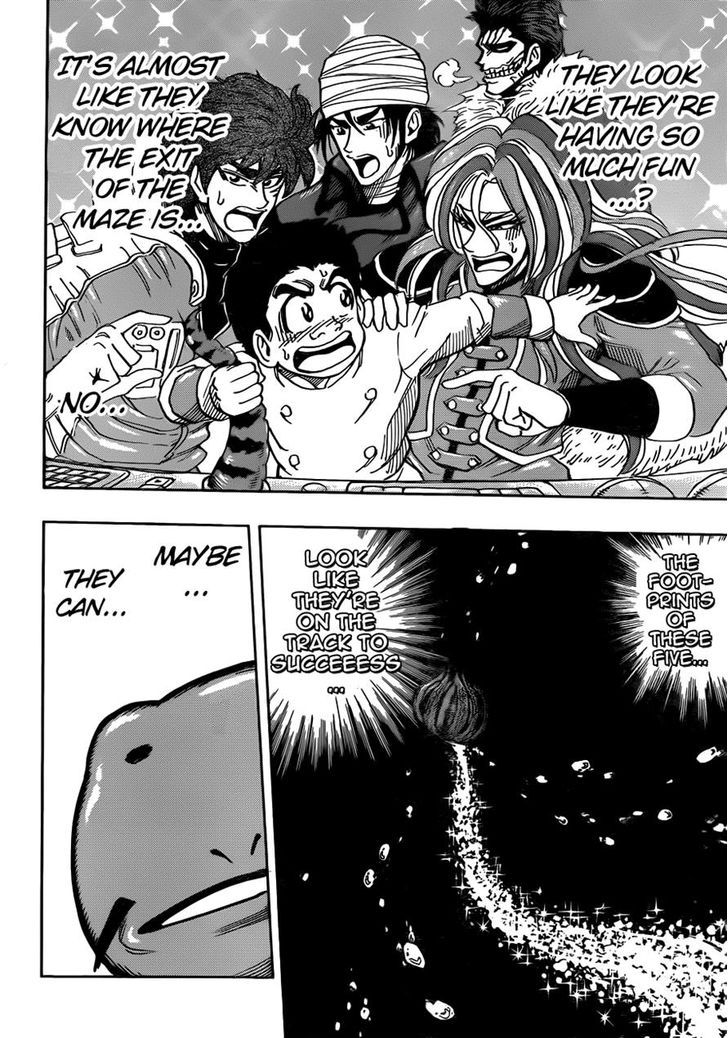 THEY LOOK
LIKE THEY'RE
HAVING SO
MUCH FUN
...?
IT'S ALMOST
LIKE THEY
KNOW WHERE
THE EXIT
OF THE
MAZE IS...
NO...
THE
FOOT-
PRINTS
OF
THESE
FIVE...
LOOK
LIKE
THEY'RE
ON THE
TRACK TO
SUCCEEESS
...
MAYBE
...
THEY
CAN...